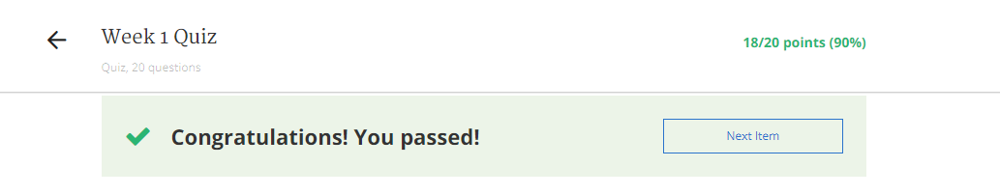 Week 1 Quiz
18/20 points (90%)
Quiz, 20 questions
Congratulations! You passed!
Next Item